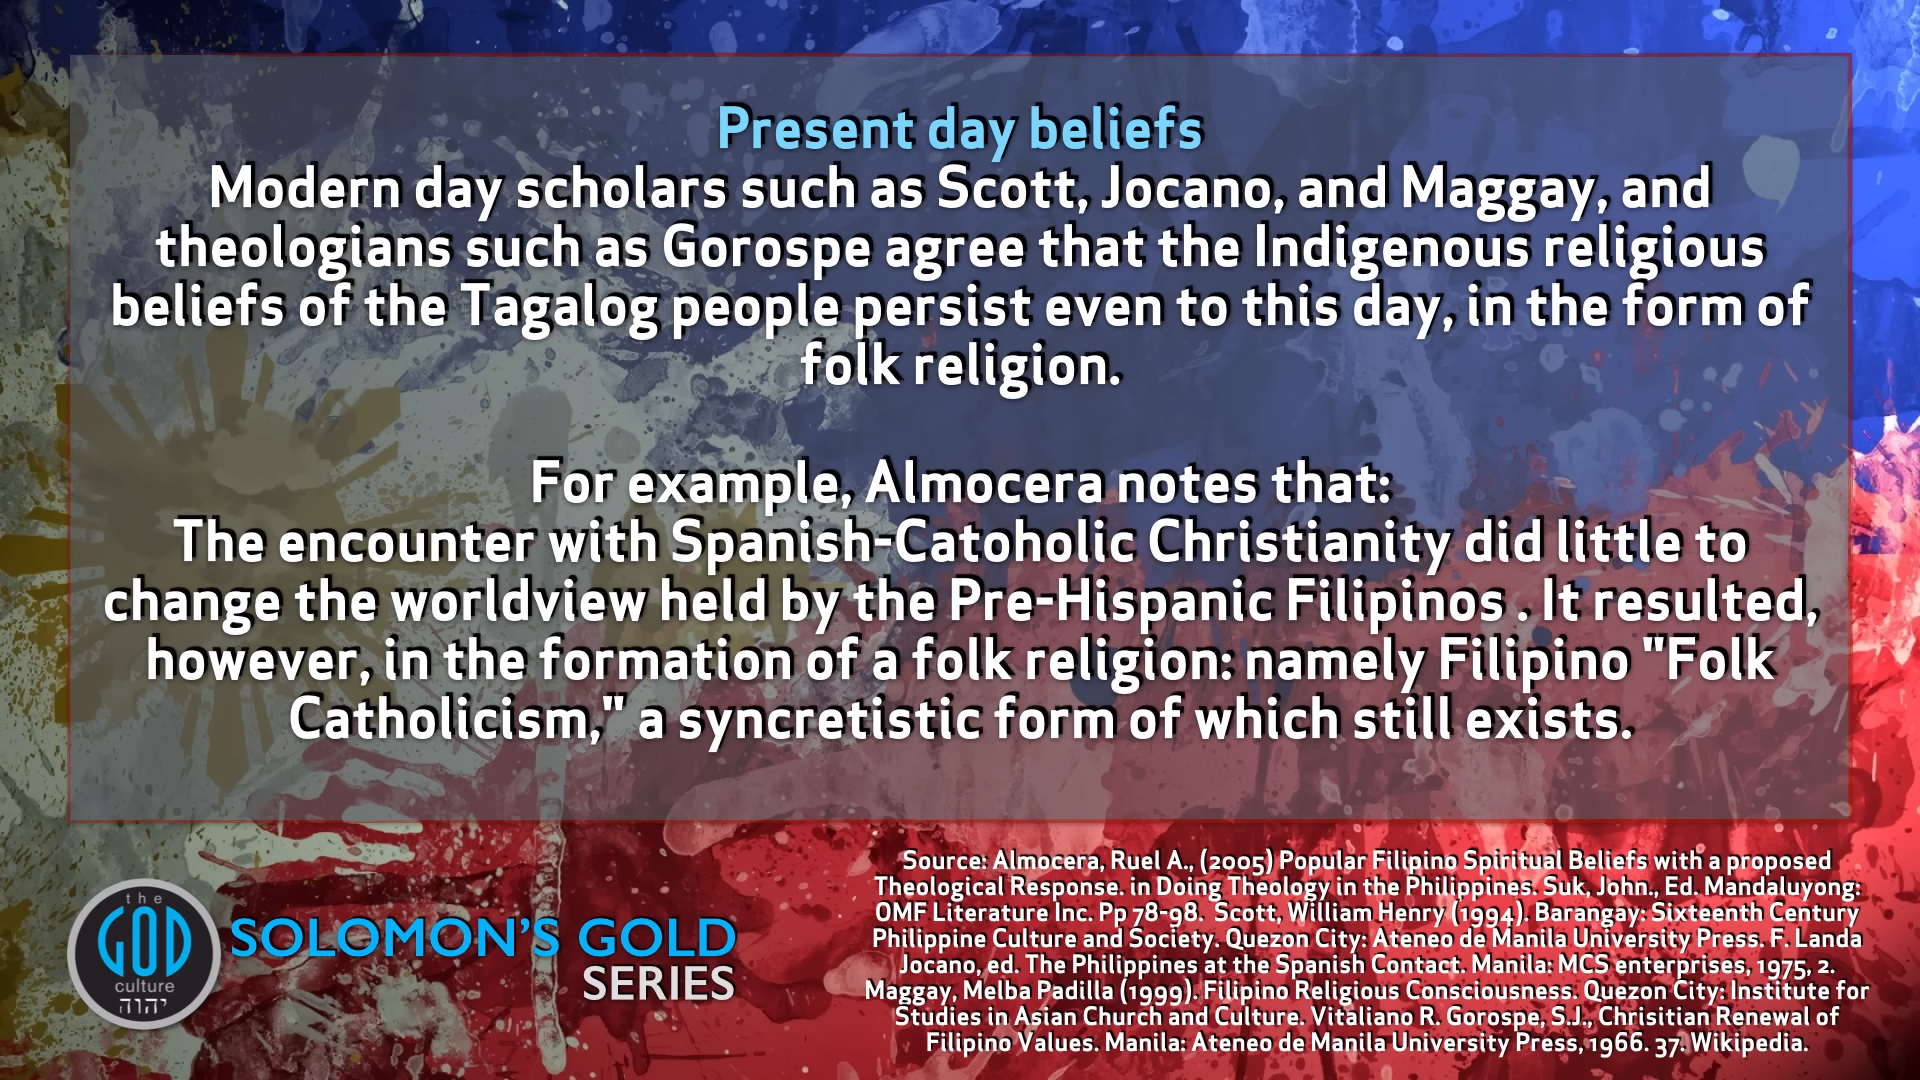 Present day beliefs
Modern day scholars such as Scott, Jocano, and Maggay, and
theologians such as Gorospe agree that the Indigenous religious
beliefs of the Tagalog people persist even to this day, in the form of
folk religion.
For example, Almocera notes that:
The encounter with Spanish-Catoholic Christianity did little to
change the worldview held by the Pre-Hispanic Filipinos . It resulted,
however, in the formation of a folk religion: namely Filipino "Folk
Catholicism," a syncretistic form of which still exists.
Source: Almocera, Ruel A., (2005) Popular Filipino Spiritual Beliefs with a proposed
Theological Response. in Doing Theology in the Philippines. Suk, John., Ed. Mandaluyong:
OMF Literature Inc. Pp 78-98. Scott, William Henry (1994). Barangay: Sixteenth Century
Philippine Culture and Society. Quezon City: Ateneo de Manila University Press. F. Landa
Jocano, ed. The Philippines at the Spanish Contact. Manila: MCS enterprises, 1975, 2.
Maggay, Melba Padilla (1999). Filipino Religious Consciousness. Quezon City: Institute for
Studies in Asian Church and Culture. Vitaliano R. Gorospe, S.J., Chrisitian Renewal of
Filipino Values. Manila: Ateneo de Manila University Press, 1966. 37. Wikipedia.
the
GOD
culture
יהוה
SOLOMON'S GOLD
SERIES